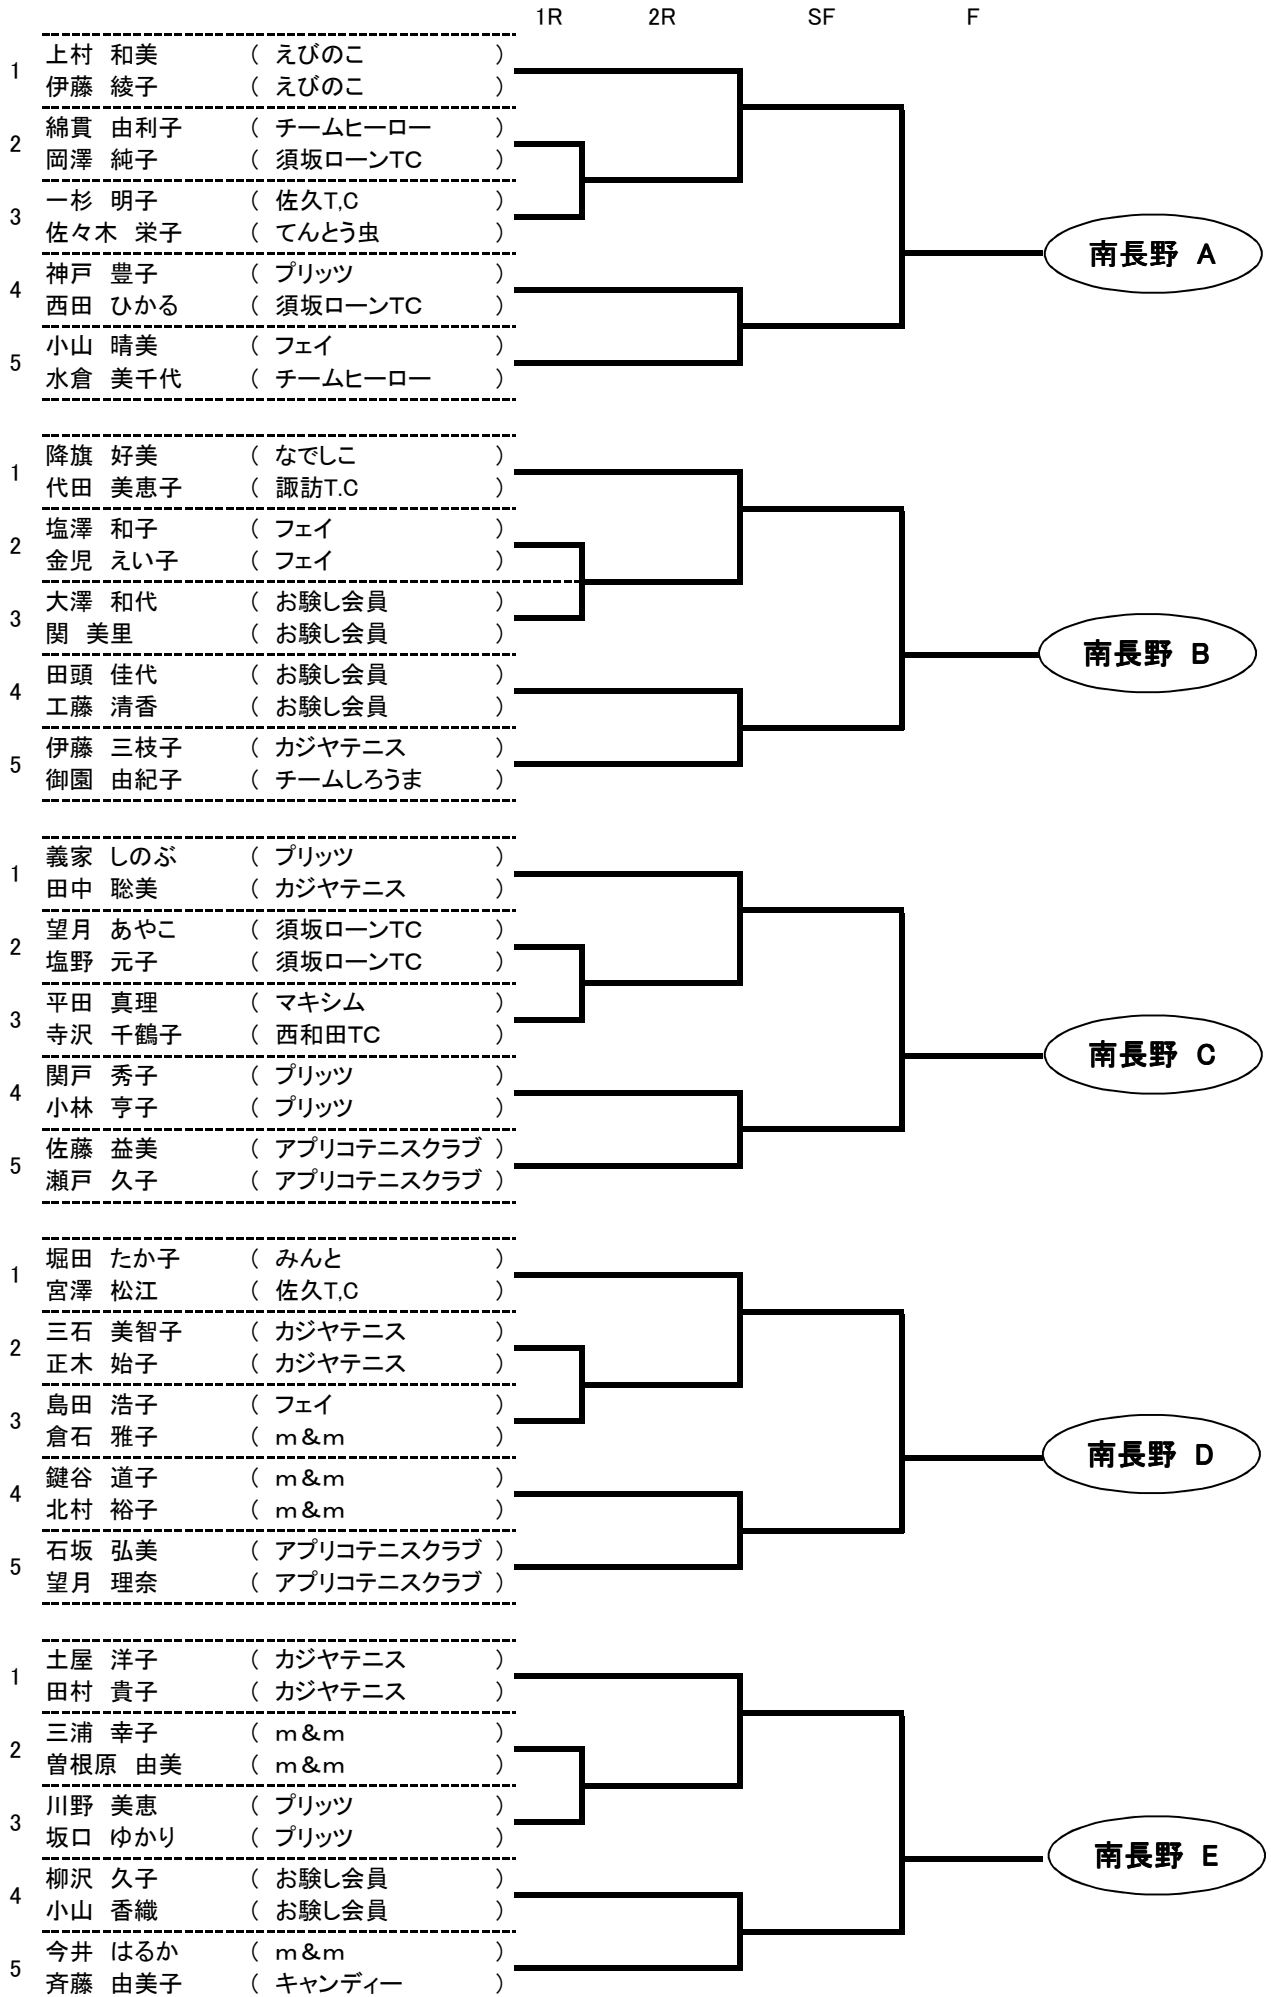 1R 2R SF F
上村 和美 ( えびのこ )
1
伊藤 綾子 ( えびのこ )
綿貫 由利子 ( チームヒーロー )
2
岡澤 純子 ( 須坂ローンTC )
一杉 明子 ( 佐久T,C )
3
佐々木 栄子 ( てんとう虫 )
南長野 A
神戸 豊子 ( プリッツ )
4
西田 ひかる ( 須坂ローンTC )
小山 晴美 ( フェイ )
5
水倉 美千代 ( チームヒーロー )
降旗 好美 ( なでしこ )
1
代田 美恵子 ( 諏訪T.C )
塩澤 和子 ( フェイ )
2
金児 えい子 ( フェイ )
大澤 和代 ( お験し会員 )
3
関 美里 ( お験し会員 )
南長野 B
田頭 佳代 ( お験し会員 )
4
工藤 清香 ( お験し会員 )
伊藤 三枝子 ( カジヤテニス )
5
御園 由紀子 ( チームしろうま )
義家 しのぶ ( プリッツ )
1
田中 聡美 ( カジヤテニス )
望月 あやこ ( 須坂ローンTC )
2
塩野 元子 ( 須坂ローンTC )
平田 真理 ( マキシム )
3
寺沢 千鶴子 ( 西和田TC )
南長野 C
関戸 秀子 ( プリッツ )
4
小林 亨子 ( プリッツ )
佐藤 益美 ( アプリコテニスクラブ )
5
瀬戸 久子 ( アプリコテニスクラブ )
堀田 たか子 ( みんと )
1
宮澤 松江 ( 佐久T,C )
三石 美智子 ( カジヤテニス )
2
正木 始子 ( カジヤテニス )
島田 浩子 ( フェイ )
3
倉石 雅子 ( m&m )
南長野 D
鍵谷 道子 ( m&m )
4
北村 裕子 ( m&m )
石坂 弘美 ( アプリコテニスクラブ )
5
望月 理奈 ( アプリコテニスクラブ )
土屋 洋子 ( カジヤテニス )
1
田村 貴子 ( カジヤテニス )
三浦 幸子 ( m&m )
2
曽根原 由美 ( m&m )
川野 美恵 ( プリッツ )
3
坂口 ゆかり ( プリッツ )
南長野 E
柳沢 久子 ( お験し会員 )
4
小山 香織 ( お験し会員 )
今井 はるか ( m&m )
5
斉藤 由美子 ( キャンディー )